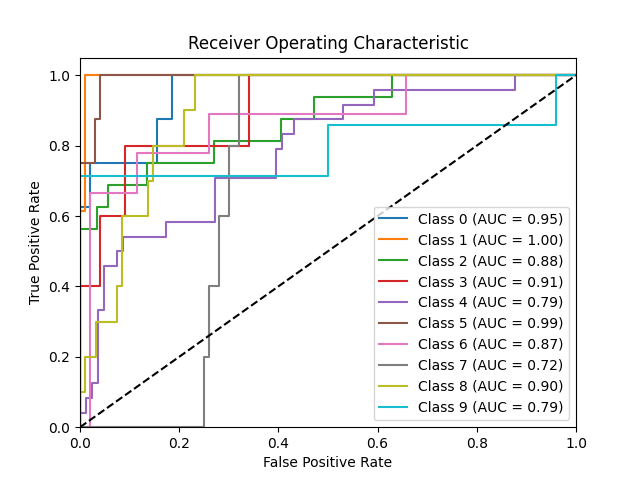 Receiver Operating Characteristic
True Positive Rate
1.0
0.8
0.6
0.4
0.2
0.0
0.0
0.2
0.4
0.6
0.8
1.0
False Positive Rate
Class 0 (AUC = 0.95)
Class 1 (AUC = 1.00)
Class 2 (AUC = 0.88)
Class 3 (AUC = 0.91)
Class 4 (AUC = 0.79)
Class 5 (AUC = 0.99)
Class 6 (AUC = 0.87)
Class 7 (AUC = 0.72)
Class 8 (AUC = 0.90)
Class 9 (AUC = 0.79)